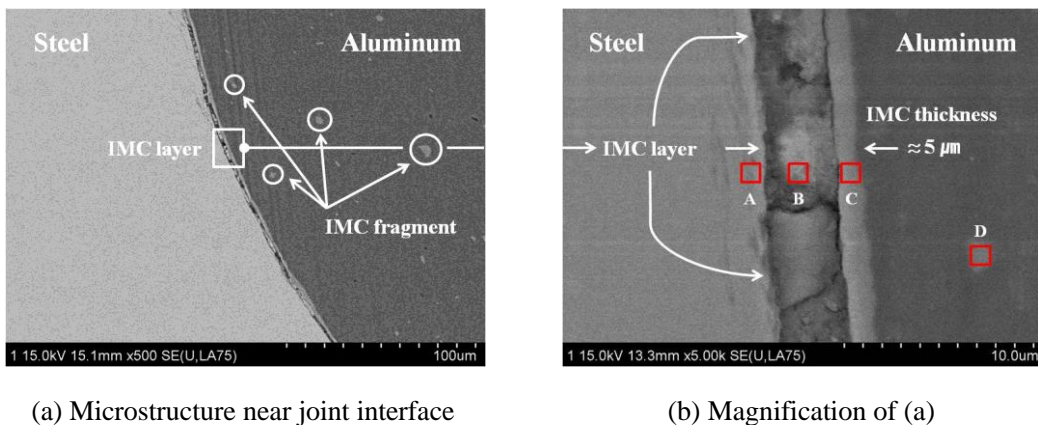 Steel
Aluminum
IMC layer
IMC fragment
1 15.0kV 15.1mm x500 SE(U,LA75)
100um
(a) Microstructure near joint interface
Steel
Aluminum
IMC thickness
≈5 ㎛
IMC layer
A
B
C
D
1 15.0kV 13.3mm x5.00k SE(U,LA75)
10.0um
(b) Magnification of (a)